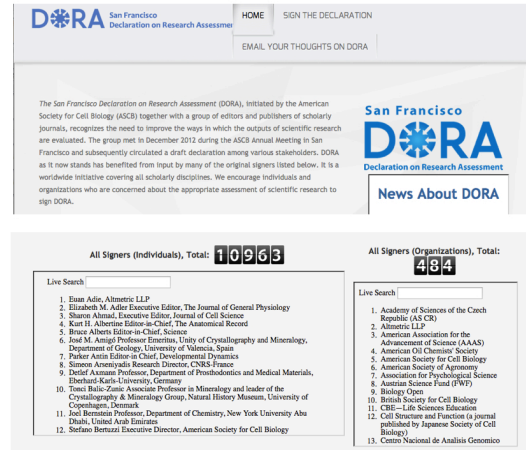 DORA San Francisco
Declaration on Research Assessmen
HOME SIGN THE DECLARATION
EMAIL YOUR THOUGHTS ON DORA
The San Francisco Declaration on Research Assessment (DORA), initiated by the American
Society for Cell Biology (ASCB) together with a group of editors and publishers of scholarly
journals, recognizes the need to improve the ways in which the outputs of scientific research
are evaluated. The group met in December 2012 during the ASCB Annual Meeting in San
Francisco and subsequently circulated a draft declaration among various stakeholders. DORA
as it now stands has benefited from input by many of the original signers listed below. It is a
worldwide initiative covering all scholarly disciplines. We encourage individuals and
organizations who are concerned about the appropriate assessment of scientific research to
sign DORA.
San Francisco
DORA
Declaration on Research Assessment
News About DORA
All Signers (Individuals), Total: 10963
Live Search
1. Euan Adie, Altmetric LLP
2. Elizabeth M. Adler Executive Editor, The Journal of General Physiology
3. Sharon Ahmad, Executive Editor, Journal of Cell Science
4. Kurt H. Albertine Editor-in-Chief, The Anatomical Record
5. Bruce Alberts Editor-in-Chief, Science
6. José M. Amigó Professor Emeritus, Unity of Crystallography and Mineralogy,
Department of Geology, University of Valencia, Spain
7. Parker Antin Editor-in Chief, Developmental Dynamics
8. Simeon Arseniyadis Research Director, CNRS-France
9. Detlef Axmann Professor, Department of Prosthodontics and Medical Materials,
Eberhard-Karls-University, Germany
10. Tonci Balic-Zunic Associate Professor in Mineralogy and leader of the
Crystallography & Mineralogy Group, Natural History Museum, University of
Copenhagen, Denmark
11. Joel Bernstein Professor, Department of Chemistry, New York University Abu
Dhabi, United Arab Emirates
12. Stefano Bertuzzi Executive Director, American Society for Cell Biology
All Signers (Organizations), Total:
484
Live Search
1. Academy of Sciences of the Czech
Republic (AS CR)
2. Altmetric LLP
3. American Association for the
Advancement of Science (AAAS)
4. American Oil Chemists' Society
5. American Society for Cell Biology
6. American Society of Agronomy
7. Association for Psychological Science
8. Austrian Science Fund (FWF)
9. Biology Open
10. British Society for Cell Biology
11. CBE—Life Sciences Education
12. Cell Structure and Function (a journal
published by Japanese Society of Cell
Biology)
13. Centro Nacional de Analisis Genomico